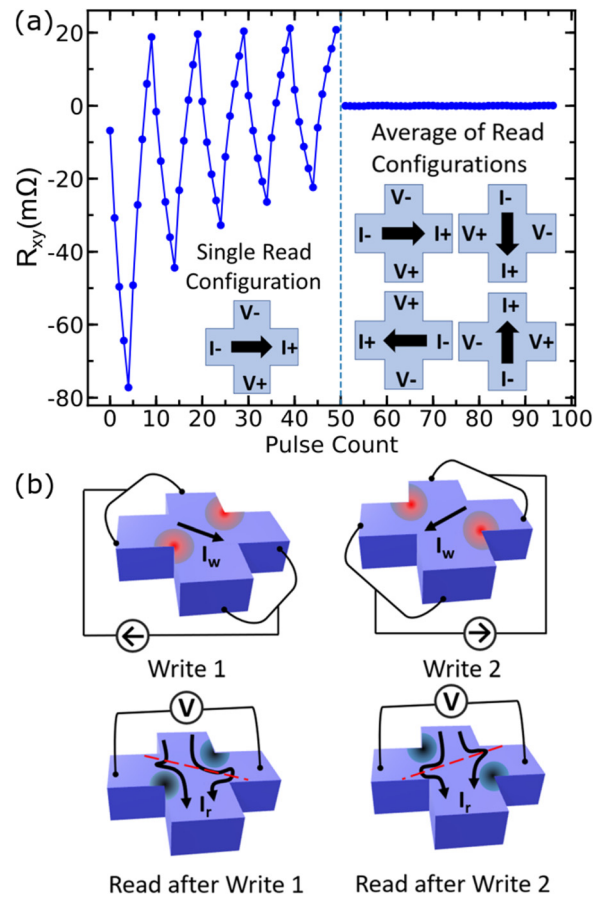 (a)
20
0
-20
-40
-60
-80
R_xy(mΩ)
0 10 20 30 40 50 60 70 80 90 100
Pulse Count
Single Read
Configuration
V-
I- I+
V+
Average of Read
Configurations
V- I-
I- I+ V+ V-
V+ I+
V+ I+
I+ I- V- V+
V- I-
(b)
I_w I_w
Write 1 Write 2
V V
I_r I_r
Read after Write 1 Read after Write 2